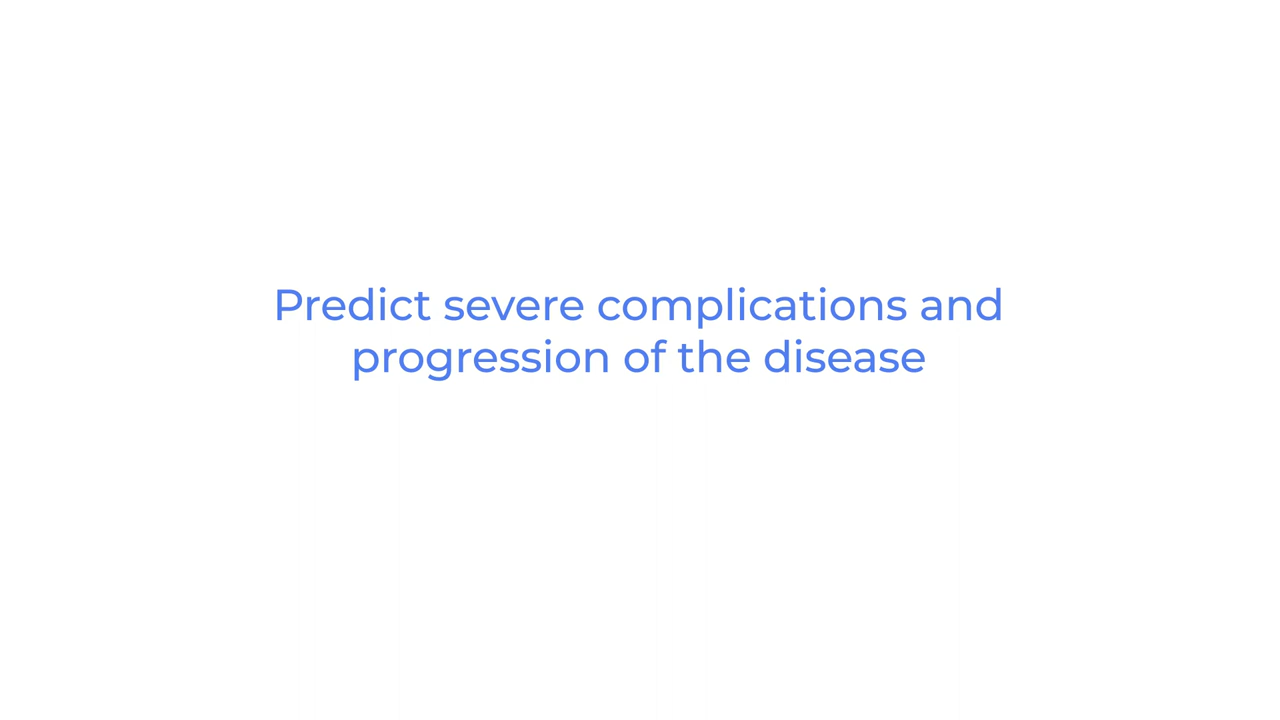 Predict severe complications and
progression of the disease